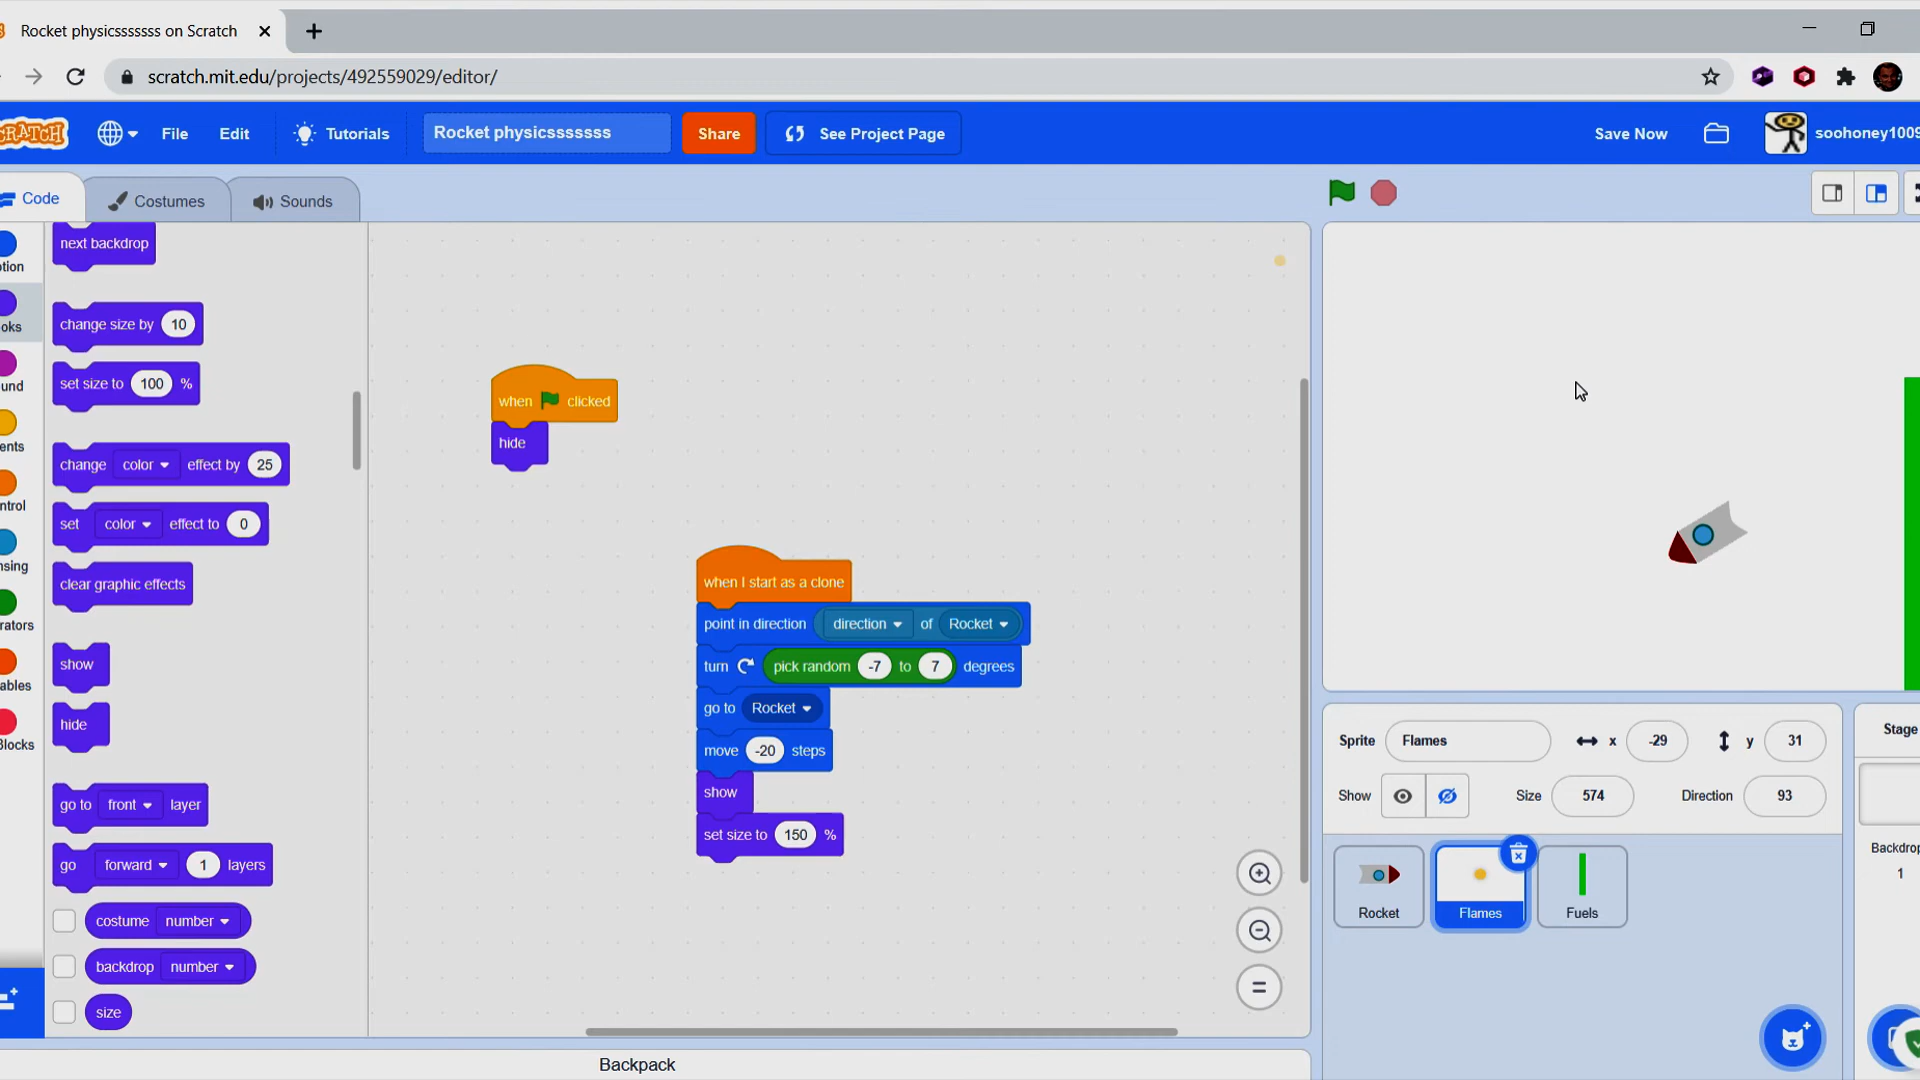 Rocket physicsssssss on Scratch
scratch.mit.edu/projects/492559029/editor/
File Edit Tutorials Rocket physicsssssss Share See Project Page Save Now soohoney1009
Code Costumes Sounds
next backdrop
change size by 10
set size to 100 %
change color effect by 25
set color effect to 0
clear graphic effects
show
hide
go to front layer
go forward 1 layers
costume number
backdrop number
size
when clicked
hide
when I start as a clone
point in direction direction of Rocket
turn pick random -7 to 7 degrees
go to Rocket
move -20 steps
show
set size to 150 %
Backpack
Sprite Flames x -29 y 31
Show Size 574 Direction 93
Rocket Flames Fuels
Stage
Backdrop
1